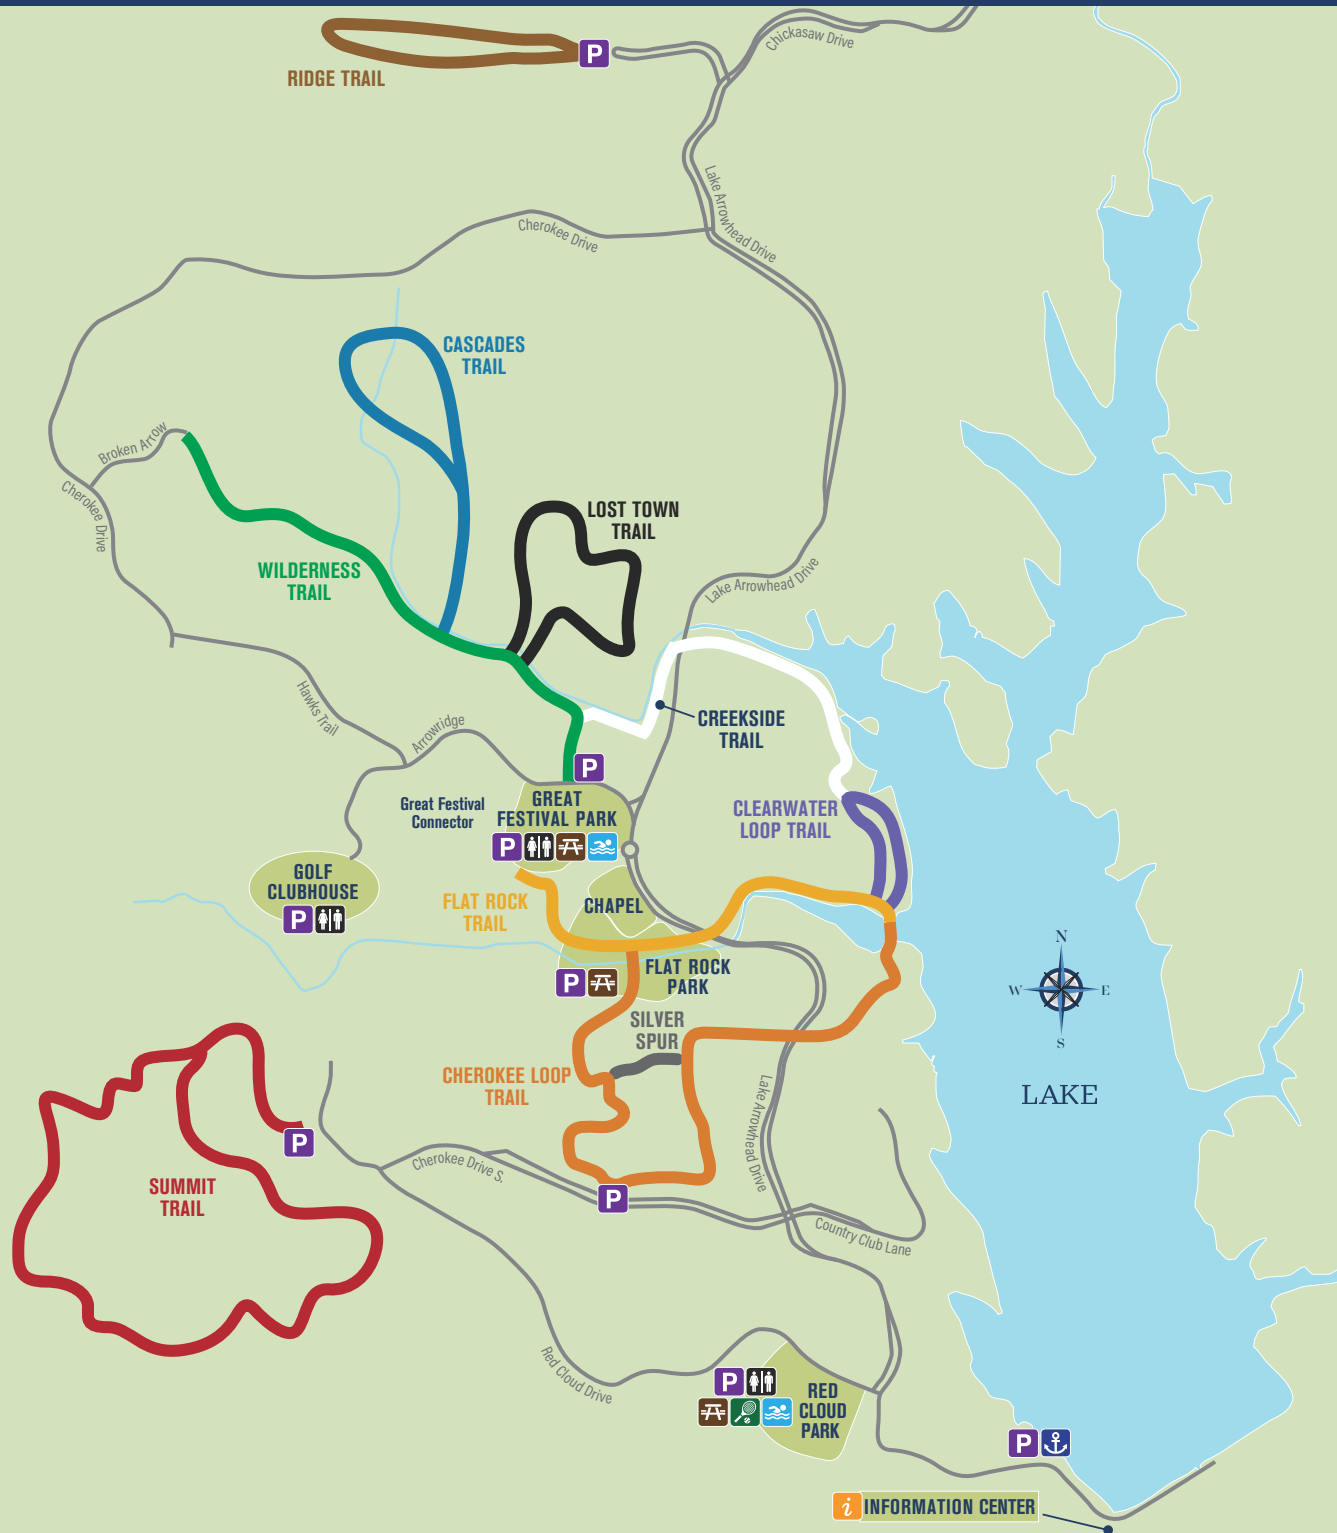 P
RIDGE TRAIL
Chickasaw Drive
Lake Arrowhead Drive
Cherokee Drive
CASCADES
TRAIL
Broken Arrow
Cherokee Drive
LOST TOWN
TRAIL
WILDERNESS
TRAIL
Lake Arrowhead Drive
Hawks Trail
Arrowridge
CREEKSIDE
TRAIL
P
Great Festival
Connector
GREAT
FESTIVAL PARK
P
CLEARWATER
LOOP TRAIL
GOLF
CLUBHOUSE
P
FLAT ROCK
TRAIL
CHAPEL
FLAT ROCK
PARK
P
N
W E
S
SILVER
SPUR
CHEROKEE LOOP
TRAIL
LAKE
Lake Arrowhead Drive
P
Cherokee Drive S.
SUMMIT
TRAIL
P
Country Club Lane
Red Cloud Drive
P
RED
CLOUD
PARK
P
i INFORMATION CENTER